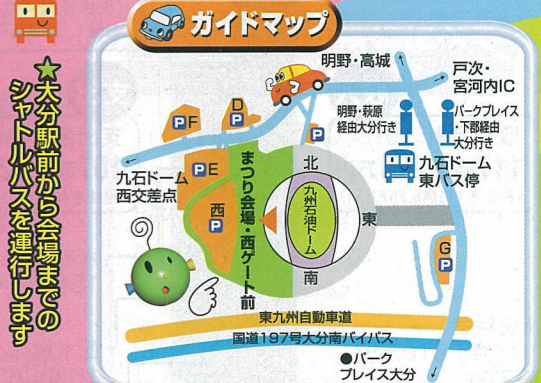 ガイドマップ
★大分駅前から会場までの
シャトルバスを運行します
明野・高城
戸次・
宮河内IC
明野・萩原
経由大分行き
パークプレイス
・下郡経由
大分行き
九石ドーム
東バス停
D
P
P F
P
P E
九石ドーム
西交差点
西
P
まつり会場・西ゲート前
北
九州石油ドーム
東
南
G
P
東九州自動車道
国道197号大分南バイパス
●パーク
プレイス大分